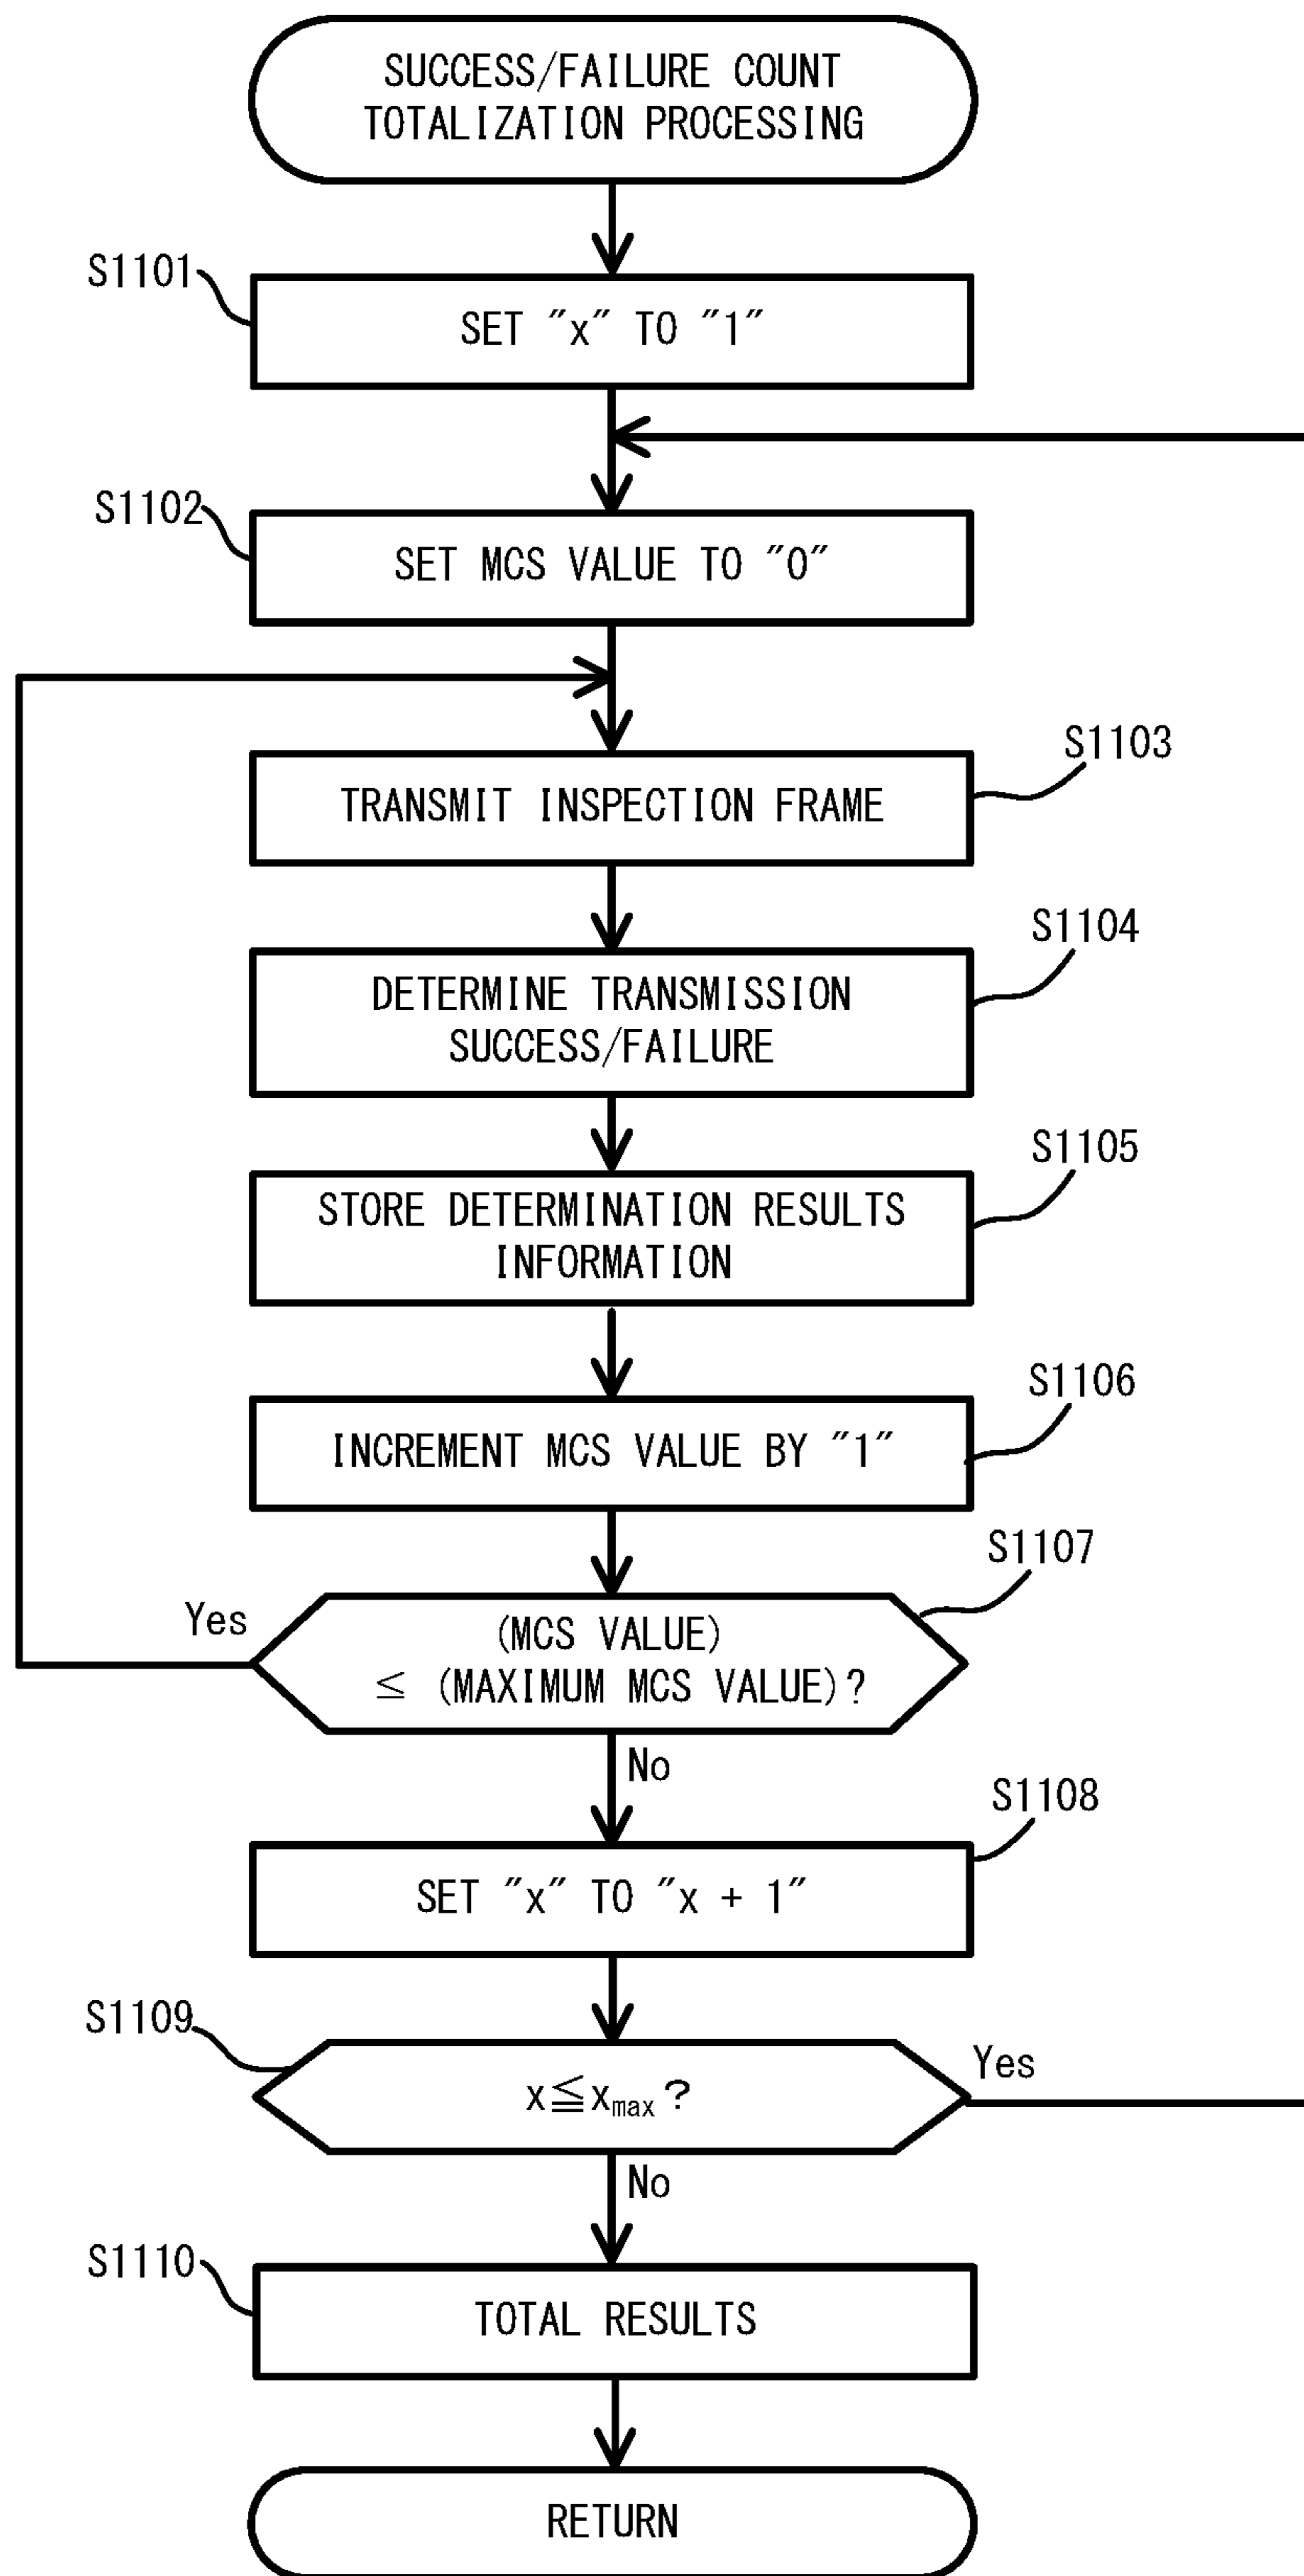 SUCCESS/FAILURE COUNT
TOTALIZATION PROCESSING
S1101
SET "x" TO "1"
S1102
SET MCS VALUE TO "0"
S1103
TRANSMIT INSPECTION FRAME
S1104
DETERMINE TRANSMISSION
SUCCESS/FAILURE
S1105
STORE DETERMINATION RESULTS
INFORMATION
S1106
INCREMENT MCS VALUE BY "1"
S1107
Yes
(MCS VALUE)
≤ (MAXIMUM MCS VALUE)?
No
S1108
SET "x" TO "x + 1"
S1109
Yes
x≦xmax?
No
S1110
TOTAL RESULTS
RETURN